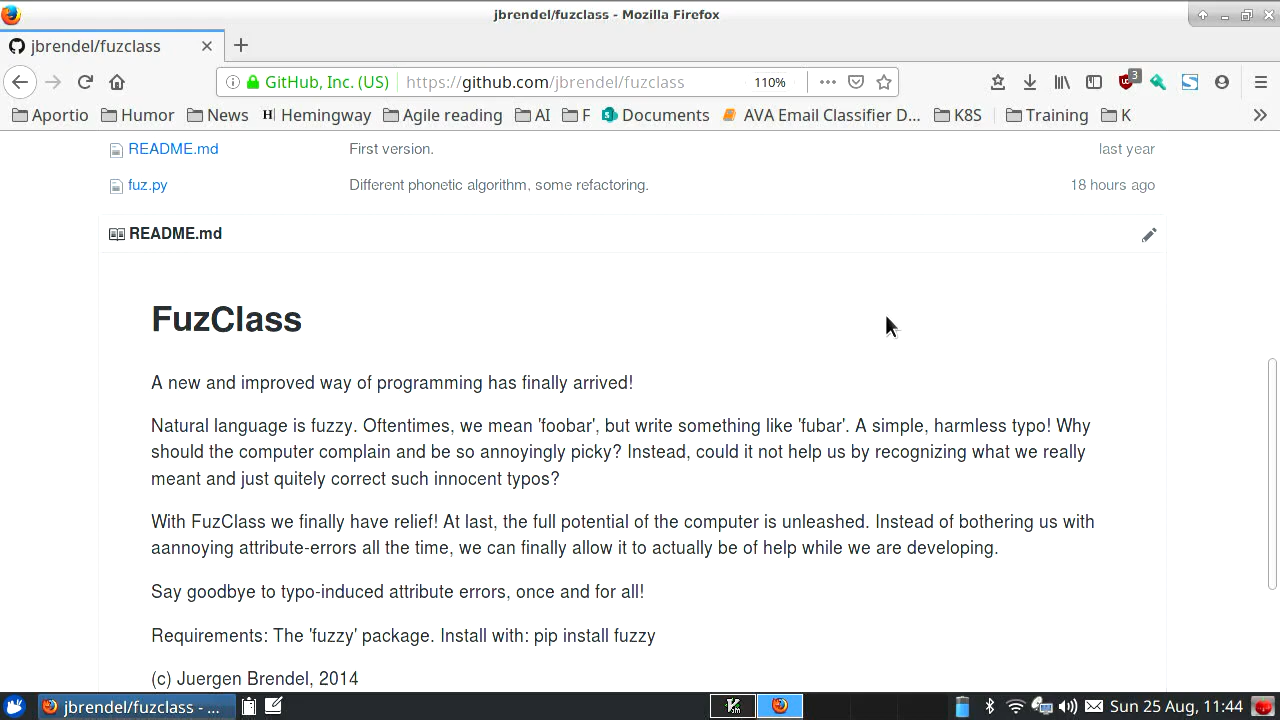 jbrendel/fuzclass - Mozilla Firefox
jbrendel/fuzclass
GitHub, Inc. (US) https://github.com/jbrendel/fuzclass 110% 3
Aportio Humor News H Hemingway Agile reading AI F Documents AVA Email Classifier D... K8S Training K
README.md First version. last year
fuz.py Different phonetic algorithm, some refactoring. 18 hours ago
README.md
FuzClass
A new and improved way of programming has finally arrived!
Natural language is fuzzy. Oftentimes, we mean 'foobar', but write something like 'fubar'. A simple, harmless typo! Why
should the computer complain and be so annoyingly picky? Instead, could it not help us by recognizing what we really
meant and just quitely correct such innocent typos?
With FuzClass we finally have relief! At last, the full potential of the computer is unleashed. Instead of bothering us with
aannoying attribute-errors all the time, we can finally allow it to actually be of help while we are developing.
Say goodbye to typo-induced attribute errors, once and for all!
Requirements: The 'fuzzy' package. Install with: pip install fuzzy
(c) Juergen Brendel, 2014
jbrendel/fuzclass - ... Sun 25 Aug, 11:44